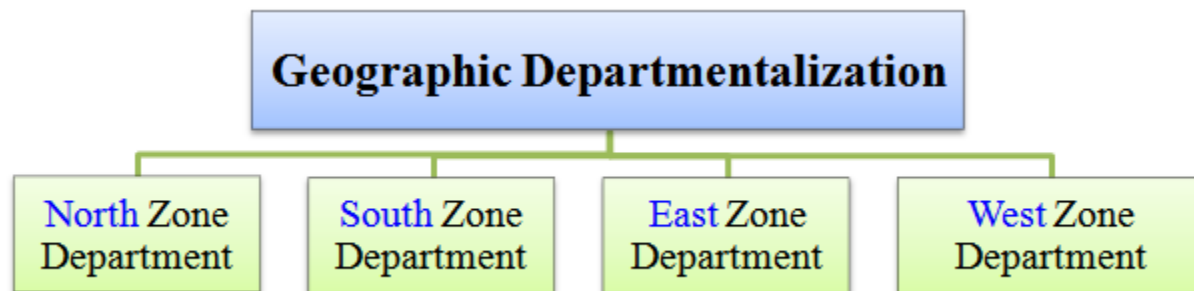 Geographic Departmentalization
North Zone
Department
South Zone
Department
East Zone
Department
West Zone
Department